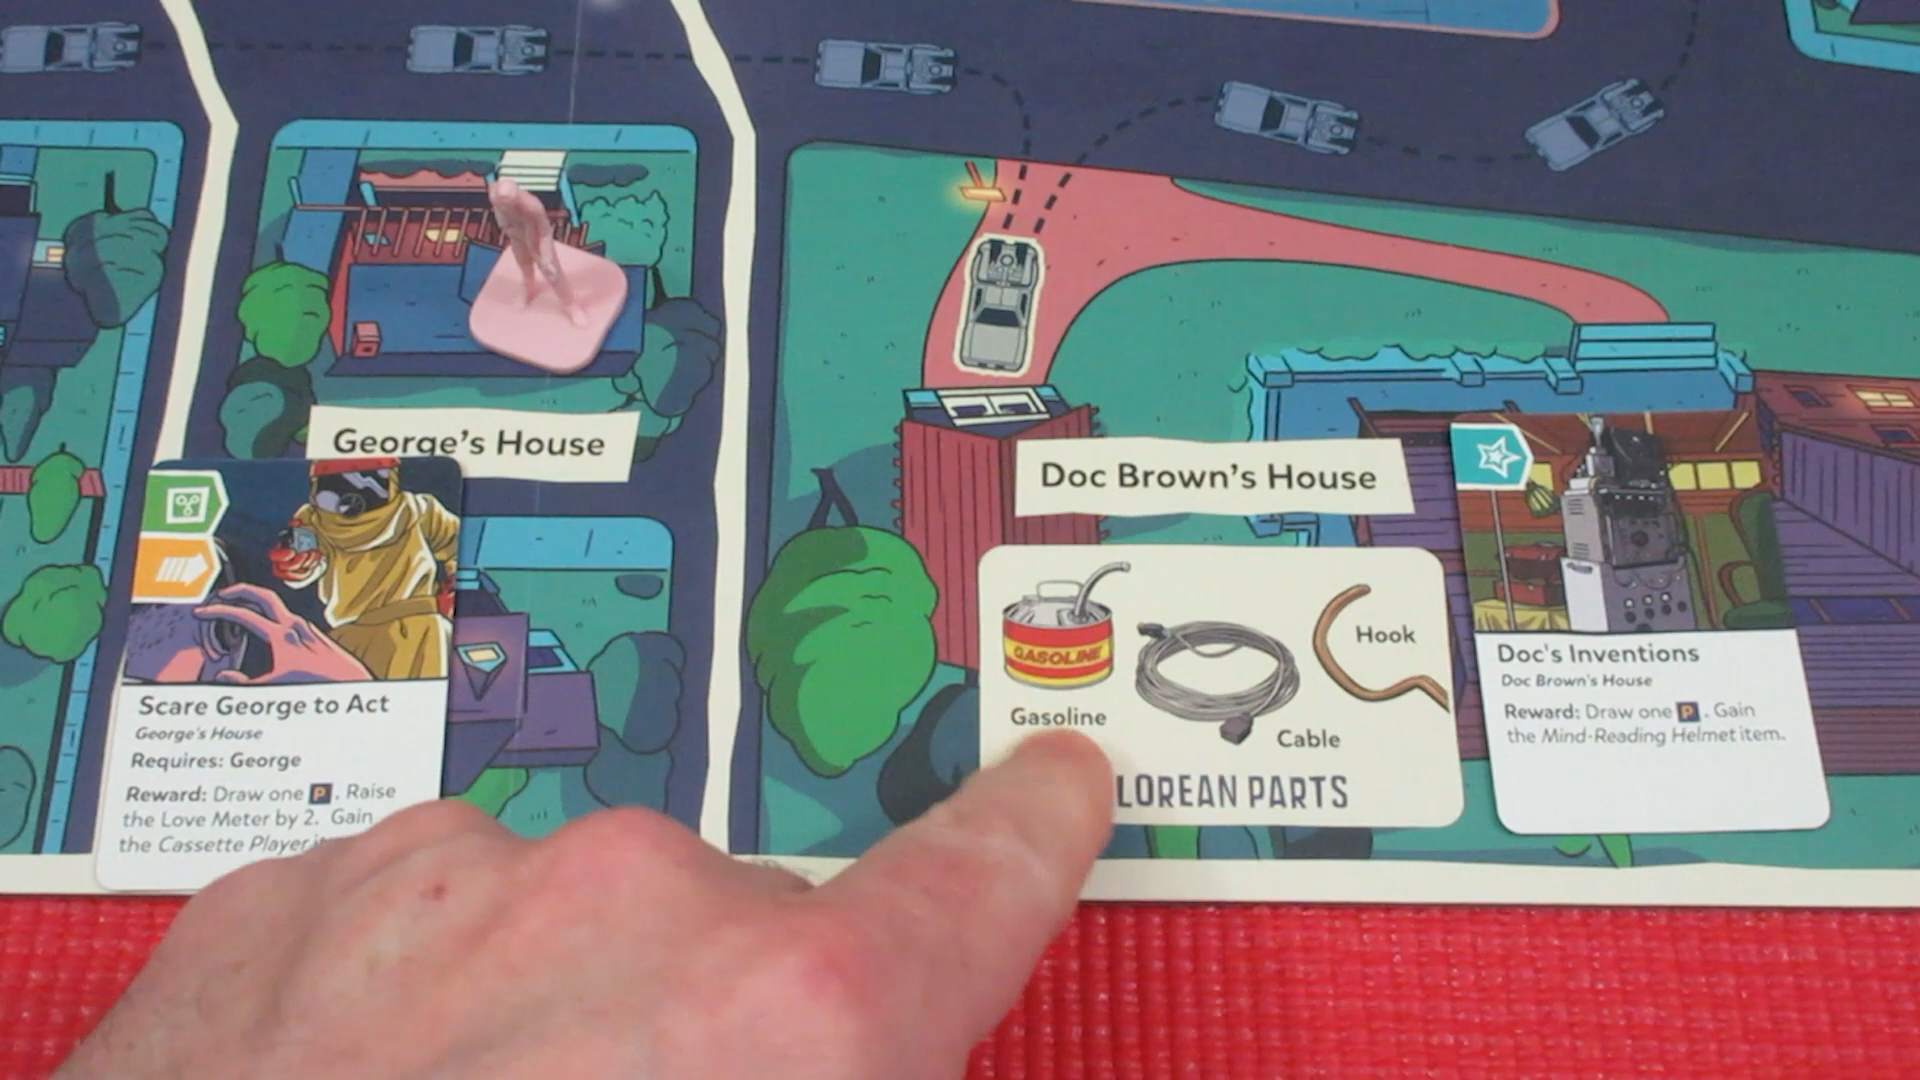 George's House
Scare George to Act
George's House
Requires: George
Reward: Draw one P. Raise
the Love Meter by 2. Gain
the Cassette Player
Doc Brown's House
GASOLINE
Gasoline
Cable
Hook
LOREAN PARTS
Doc's Inventions
Doc Brown's House
Reward: Draw one P. Gain
the Mind-Reading Helmet item.